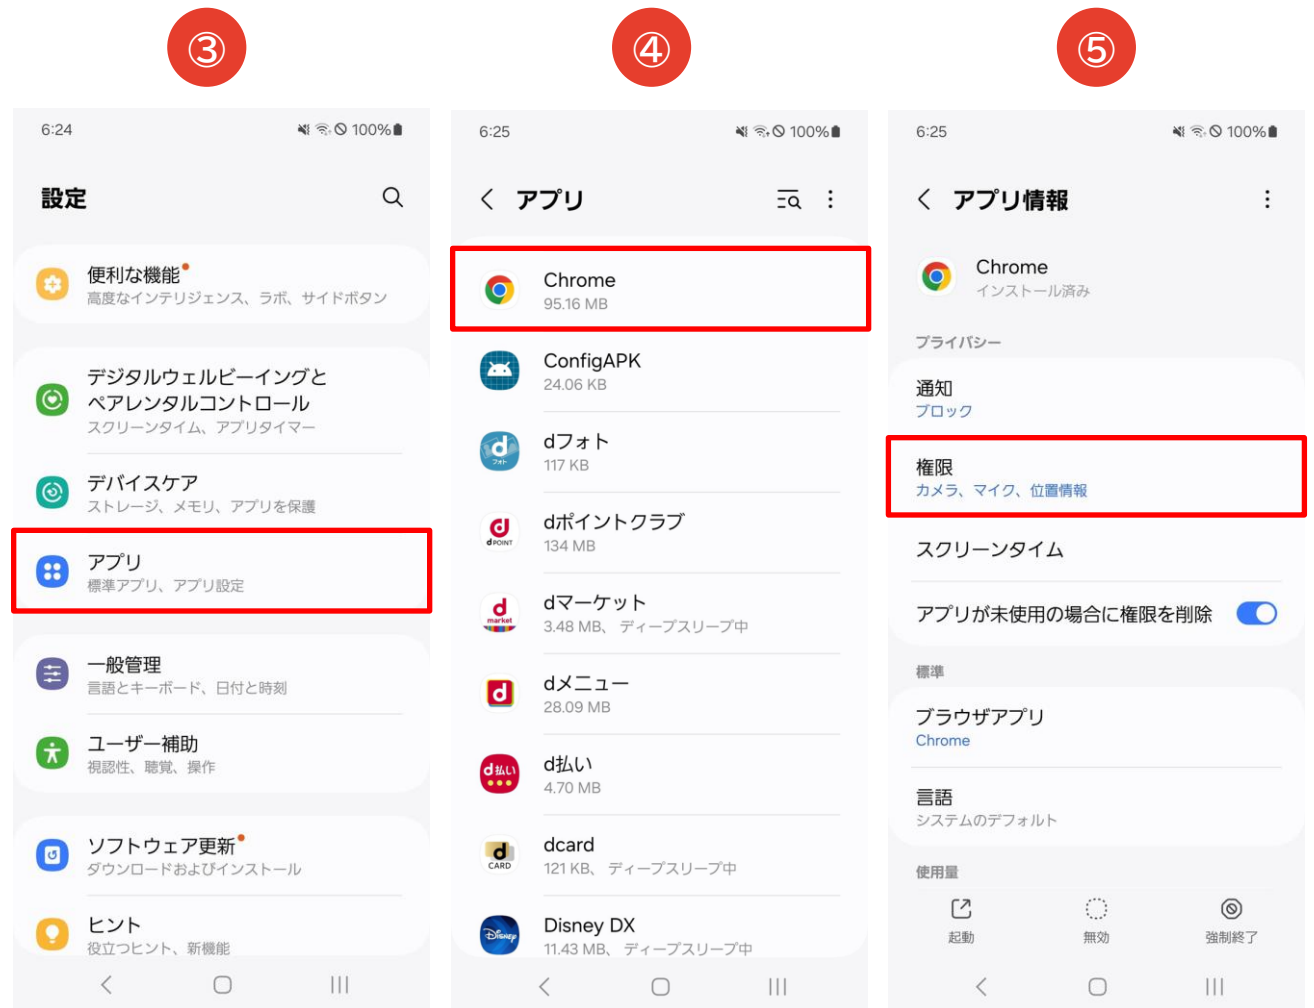 ③
6:24
100%
設定
便利な機能
高度なインテリジェンス、ラボ、サイドボタン
デジタルウェルビーイングと
ペアレンタルコントロール
スクリーンタイム、アプリタイマー
デバイスケア
ストレージ、メモリ、アプリを保護
アプリ
標準アプリ、アプリ設定
一般管理
言語とキーボード、日付と時刻
ユーザー補助
視認性、聴覚、操作
ソフトウェア更新
ダウンロードおよびインストール
ヒント
役立つヒント、新機能
④
6:25
100%
アプリ
Chrome
95.16 MB
ConfigAPK
24.06 KB
d
フォト
dフォト
117 KB
d
POINT
dポイントクラブ
134 MB
d
market
dマーケット
3.48 MB、ディープスリープ中
d
dメニュー
28.09 MB
d払い
d払い
4.70 MB
d
CARD
dcard
121 KB、ディープスリープ中
Disney
Disney DX
11.43 MB、ディープスリープ中
⑤
6:25
100%
アプリ情報
Chrome
インストール済み
プライバシー
通知
ブロック
権限
カメラ、マイク、位置情報
スクリーンタイム
アプリが未使用の場合に権限を削除
標準
ブラウザアプリ
Chrome
言語
システムのデフォルト
使用量
起動
無効
強制終了